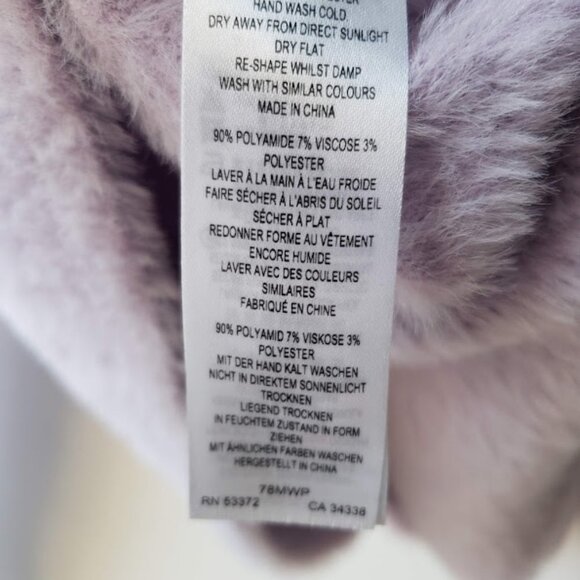 HAND WASH COLD.
DRY AWAY FROM DIRECT SUNLIGHT
DRY FLAT
RE-SHAPE WHILST DAMP
WASH WITH SIMILAR COLOURS
MADE IN CHINA
90% POLYAMIDE 7% VISCOSE 3%
POLYESTER
LAVER À LA MAIN À L'EAU FROIDE
FAIRE SÉCHER À L'ABRIS DU SOLEIL
SÉCHER À PLAT
REDONNER FORME AU VÊTEMENT
ENCORE HUMIDE
LAVER AVEC DES COULEURS
SIMILAIRES
FABRIQUÉ EN CHINE
90% POLYAMID 7% VISKOSE 3%
POLYESTER
MIT DER HAND KALT WASCHEN
NICHT IN DIREKTEM SONNENLICHT
TROCKNEN
LIEGEND TROCKNEN
IN FEUCHTEM ZUSTAND IN FORM
ZIEHEN
MIT ÄHNLICHEN FARBEN WASCHEN
HERGESTELLT IN CHINA
78MWP
RN 53372 CA 34338